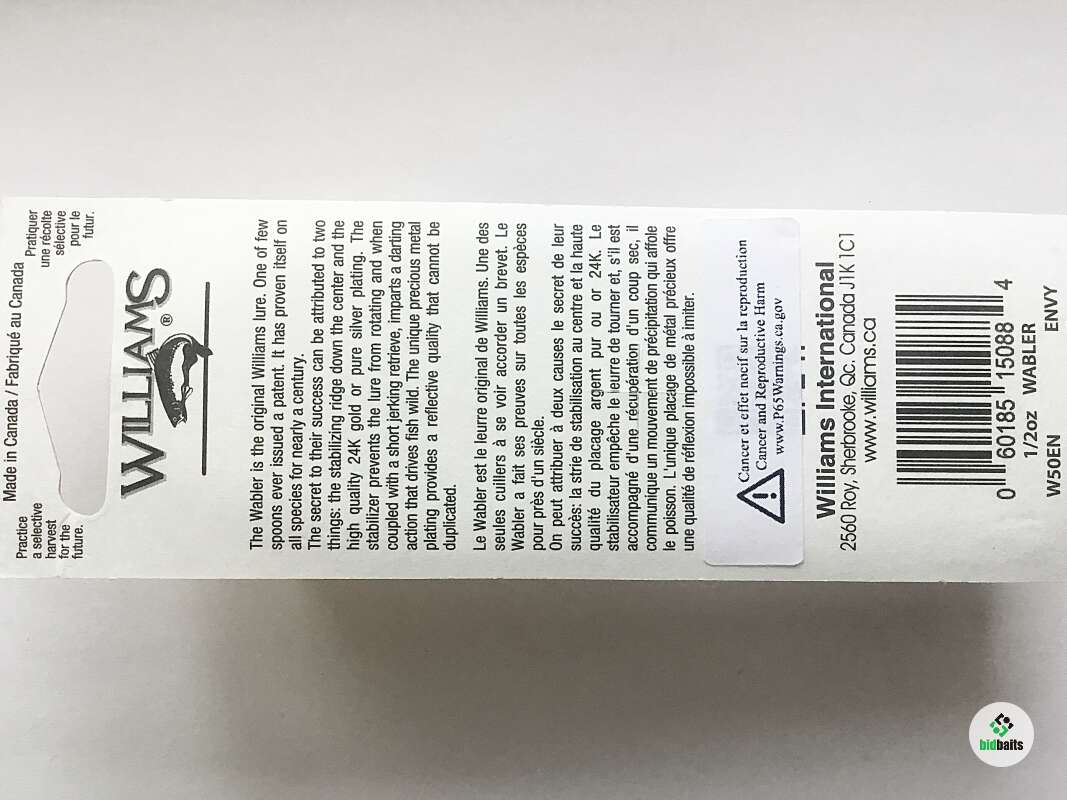 Made in Canada / Fabriqué au Canada
Practice
a selective
harvest
for the
future.
Pratiquer
une récolte
sélective
pour le
futur.
WILLIAMS®
The Wabler is the original Williams lure. One of few
spoons ever issued a patent. It has proven itself on
all species for nearly a century.
The secret to their success can be attributed to two
things: the stabilizing ridge down the center and the
high quality 24K gold or pure silver plating. The
stabilizer prevents the lure from rotating and when
coupled with a short jerking retrieve, imparts a darting
action that drives fish wild. The unique precious metal
plating provides a reflective quality that cannot be
duplicated.
Le Wabler est le leurre original de Williams. Une des
seules cuillers à se voir accorder un brevet. Le
Wabler a fait ses preuves sur toutes les espèces
pour près d'un siècle.
On peut attribuer à deux causes le secret de leur
succès: la strie de stabilisation au centre et la haute
qualité du placage argent pur ou or 24K. Le
stabilisateur empêche le leurre de tourner et, s'il est
accompagné d'une récupération d'un coup sec, il
communique un mouvement de précipitation qui affole
le poisson. L'unique placage de métal précieux offre
une qualité de réflexion impossible à imiter.
Cancer et effet nocif sur la reproduction
Cancer and Reproductive Harm
www.P65Warnings.ca.gov
Williams International
2560 Roy, Sherbrooke, Qc. Canada J1K 1C1
www.williams.ca
0 60185 15088 4
1/2oz WABLER
W50EN ENVY
bidbaits